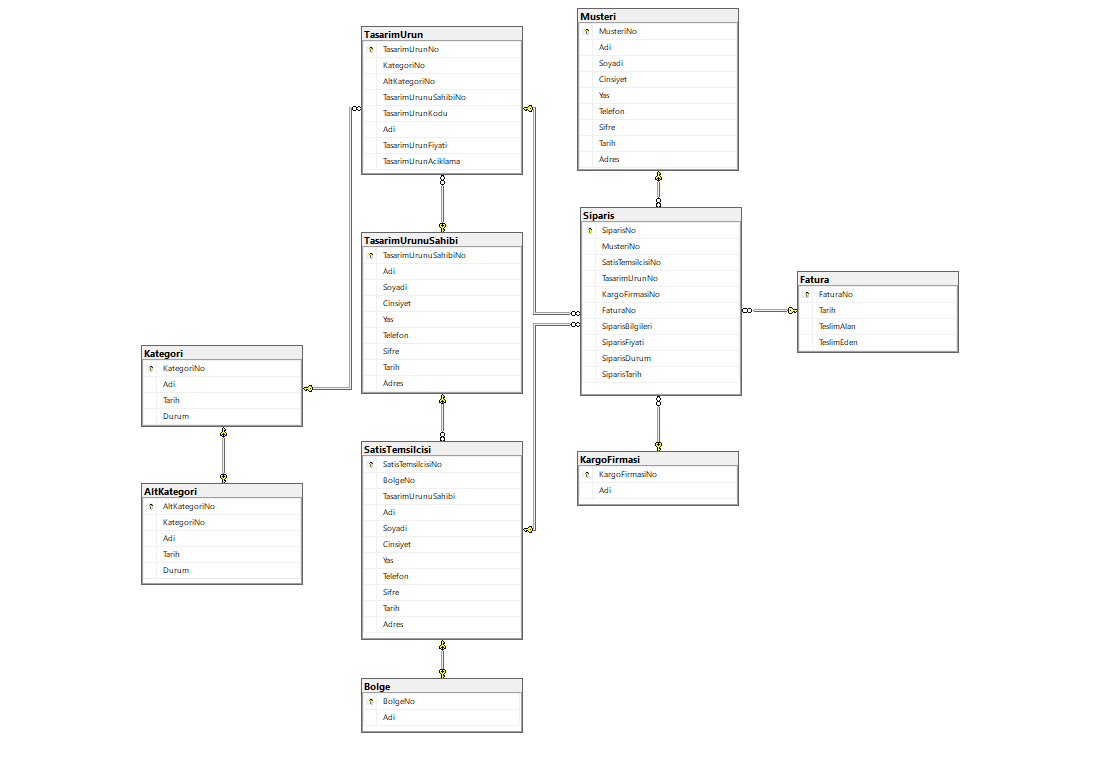 TasarimUrun
TasarimUrunNo
KategoriNo
AltKategoriNo
TasarimUrunuSahibiNo
TasarimUrunKodu
Adi
TasarimUrunFiyati
TasarimUrunAciklama
Musteri
MusteriNo
Adi
Soyadi
Cinsiyet
Yas
Telefon
Sifre
Tarih
Adres
TasarimUrunuSahibi
TasarimUrunuSahibiNo
Adi
Soyadi
Cinsiyet
Yas
Telefon
Sifre
Tarih
Adres
Siparis
SiparisNo
MusteriNo
SatisTemsilcisiNo
TasarimUrunNo
KargoFirmasiNo
FaturaNo
SiparisBilgileri
SiparisFiyati
SiparisDurum
SiparisTarih
Fatura
FaturaNo
Tarih
TeslimAlan
TeslimEden
Kategori
KategoriNo
Adi
Tarih
Durum
AltKategori
AltKategoriNo
KategoriNo
Adi
Tarih
Durum
SatisTemsilcisi
SatisTemsilcisiNo
BolgeNo
TasarimUrunuSahibi
Adi
Soyadi
Cinsiyet
Yas
Telefon
Sifre
Tarih
Adres
KargoFirmasi
KargoFirmasiNo
Adi
Bolge
BolgeNo
Adi